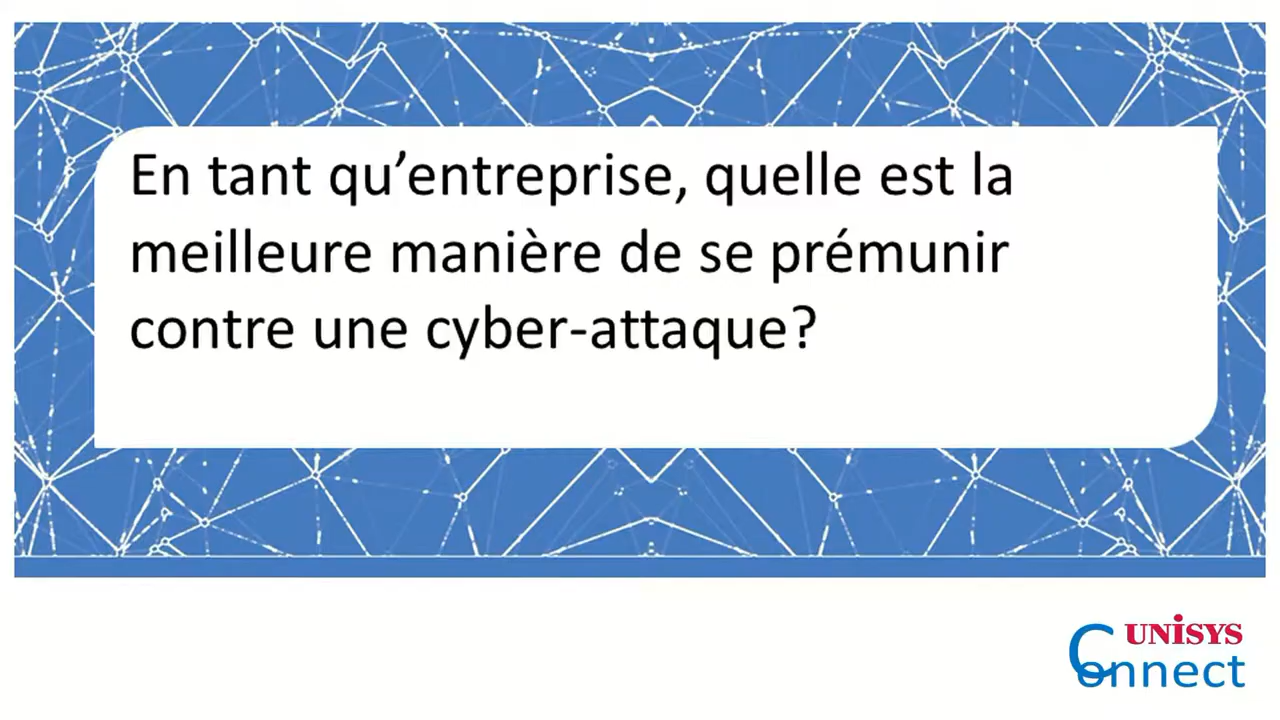 En tant qu’entreprise, quelle est la
meilleure manière de se prémunir
contre une cyber-attaque?
UNiSYS
Connect